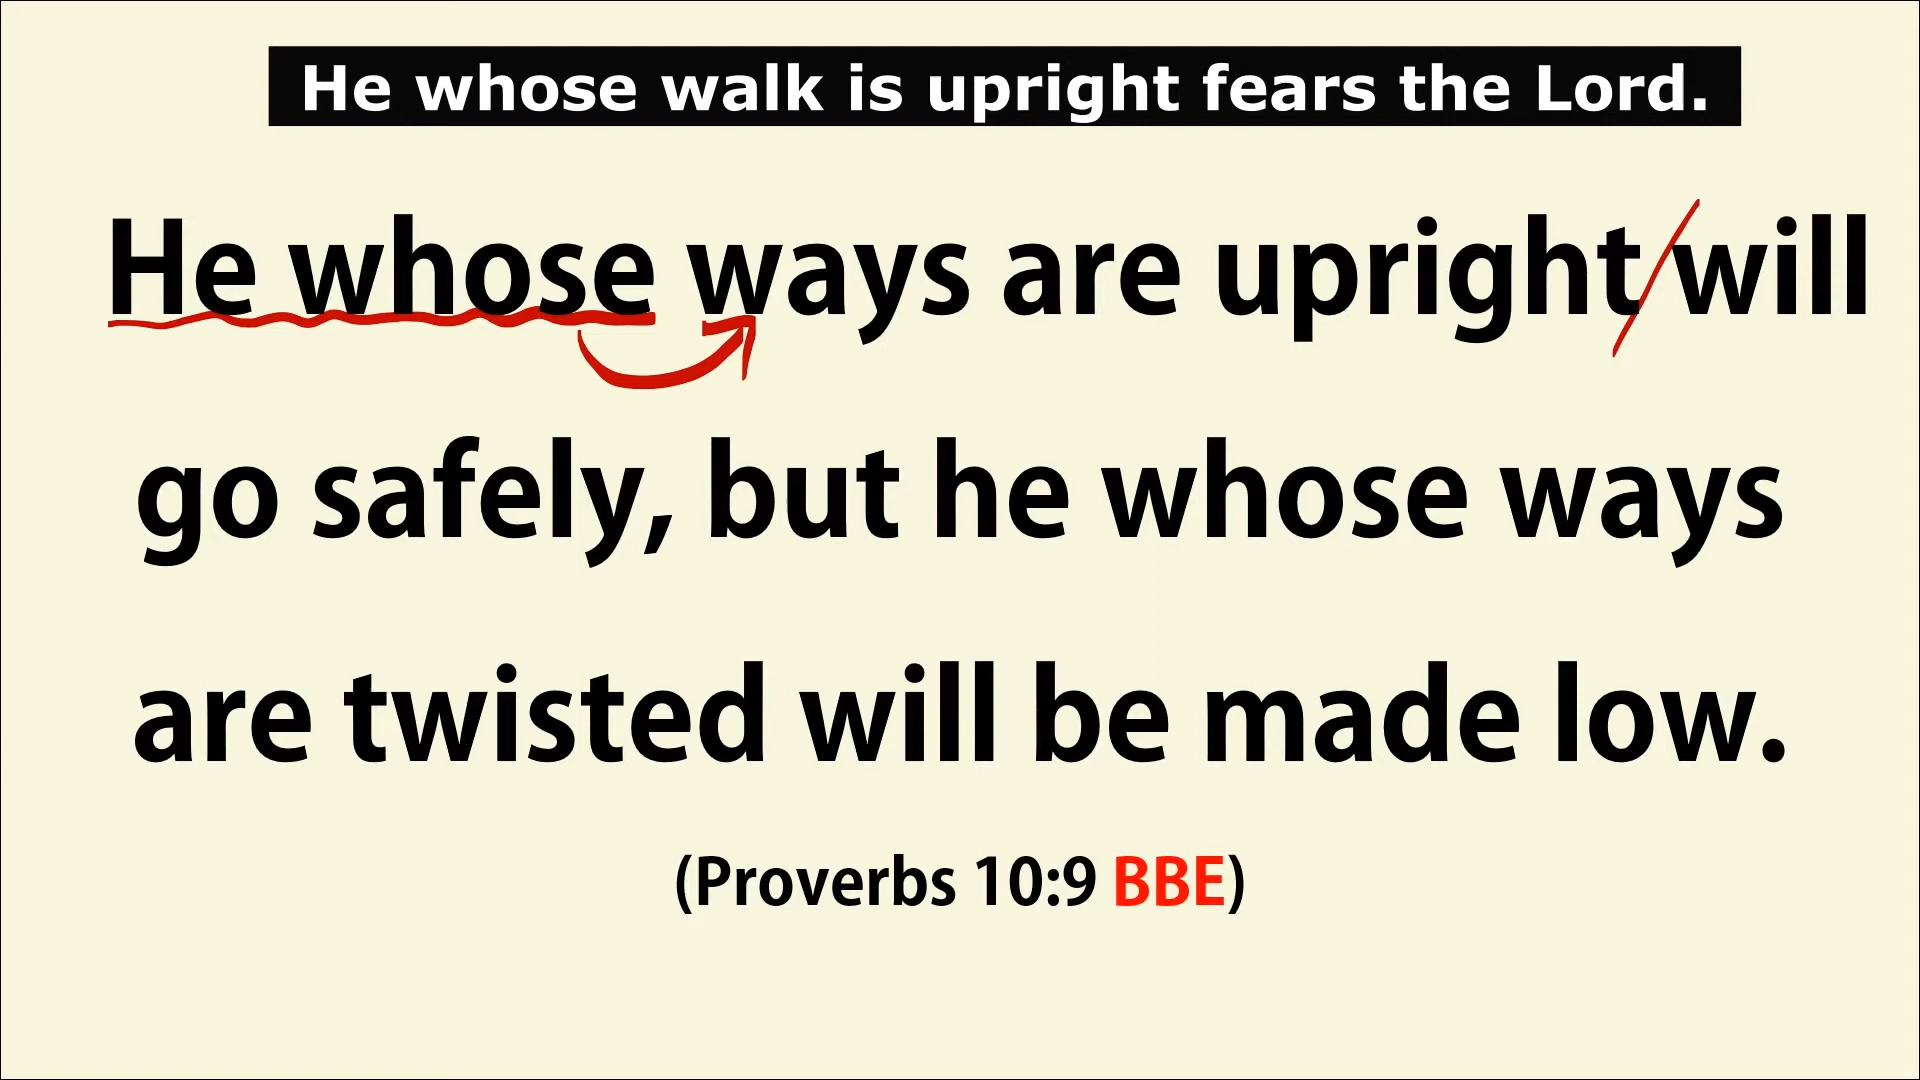 He whose walk is upright fears the Lord.
He whose ways are upright will
go safely, but he whose ways
are twisted will be made low.
(Proverbs 10:9 BBE)